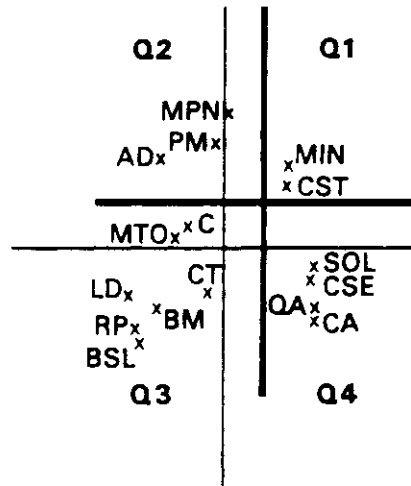 Q2 Q1
MPN
PM
AD
MIN
CST
C
MTO
SOL
CT
CSE
LD
QA
BM
CA
RP
BSL
Q3 Q4